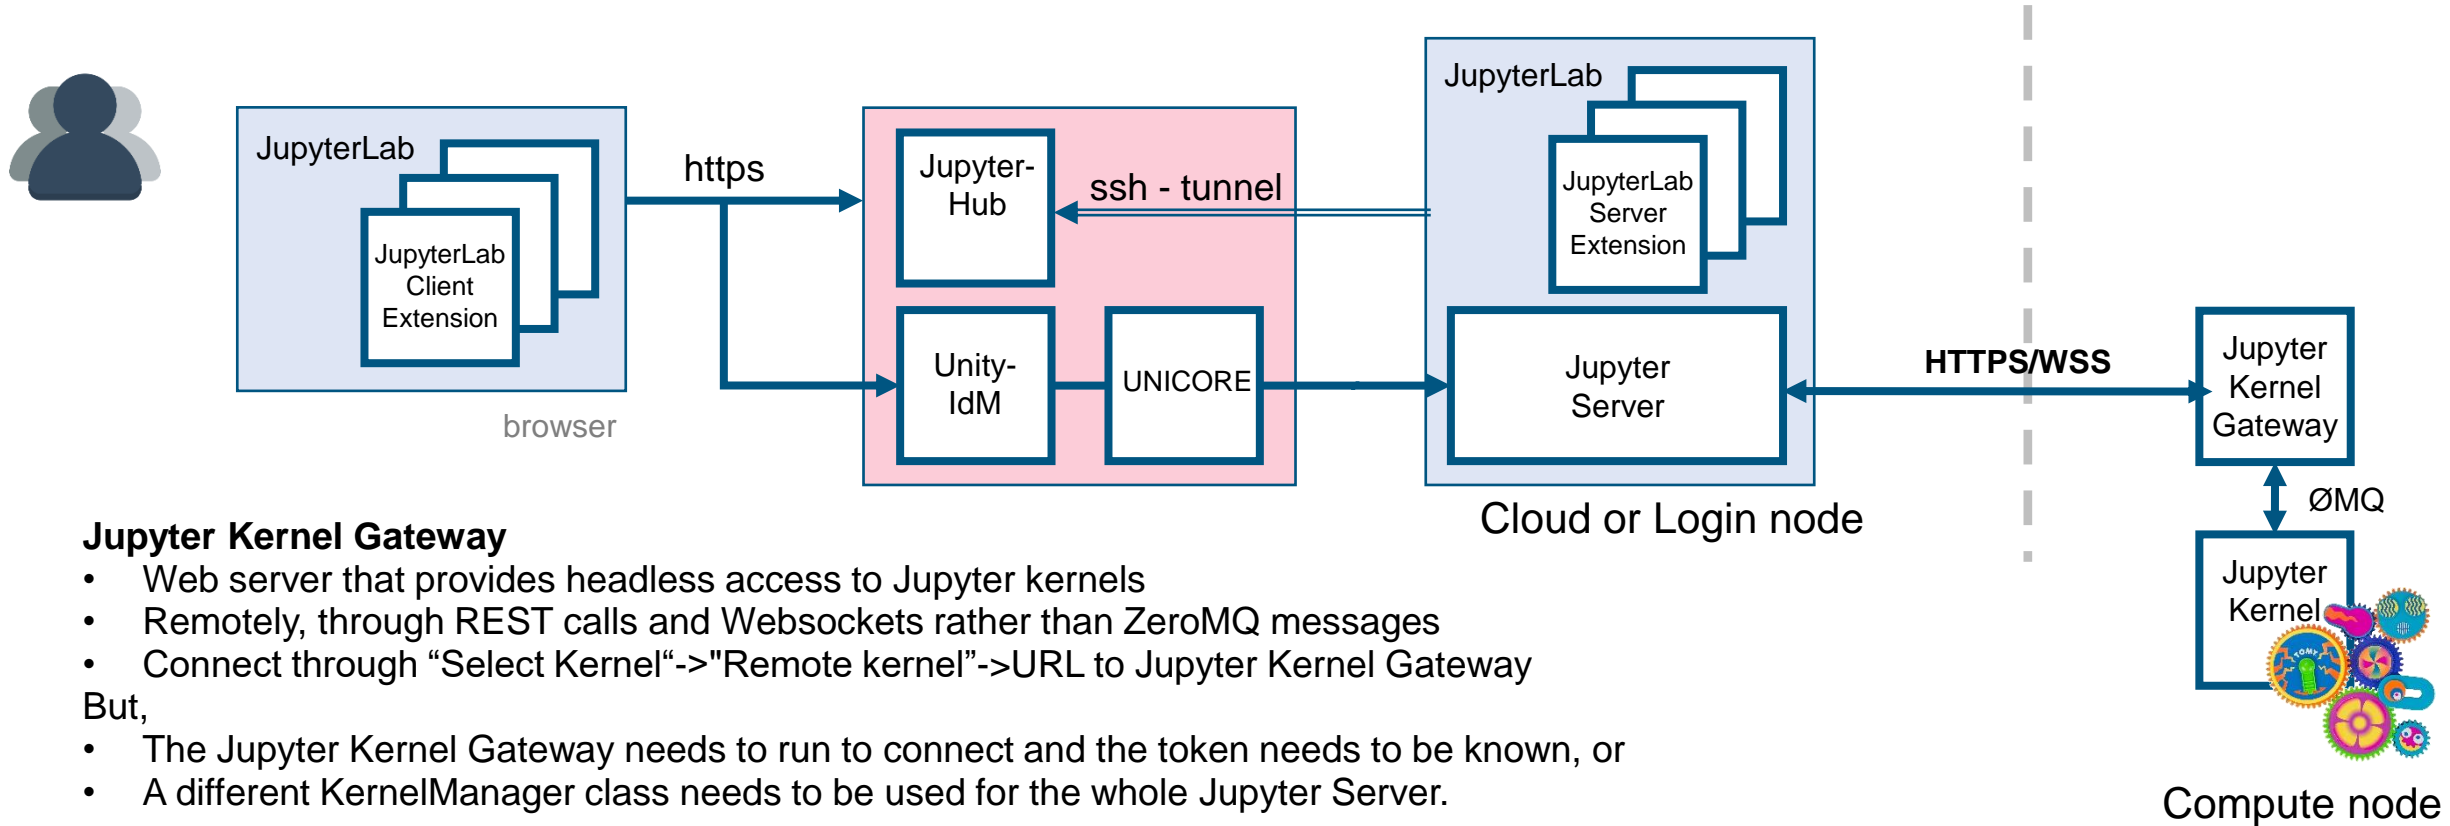 JupyterLab
JupyterLab
Client
Extension
browser
https
Jupyter-
Hub
ssh - tunnel
Unity-
IdM
UNICORE
JupyterLab
JupyterLab
Server
Extension
Jupyter
Server
Cloud or Login node
HTTPS/WSS
Jupyter
Kernel
Gateway
ØMQ
Jupyter
Kernel
TOMY
Compute node
Jupyter Kernel Gateway
• Web server that provides headless access to Jupyter kernels
• Remotely, through REST calls and Websockets rather than ZeroMQ messages
• Connect through “Select Kernel“->"Remote kernel”->URL to Jupyter Kernel Gateway
But,
• The Jupyter Kernel Gateway needs to run to connect and the token needs to be known, or
• A different KernelManager class needs to be used for the whole Jupyter Server.